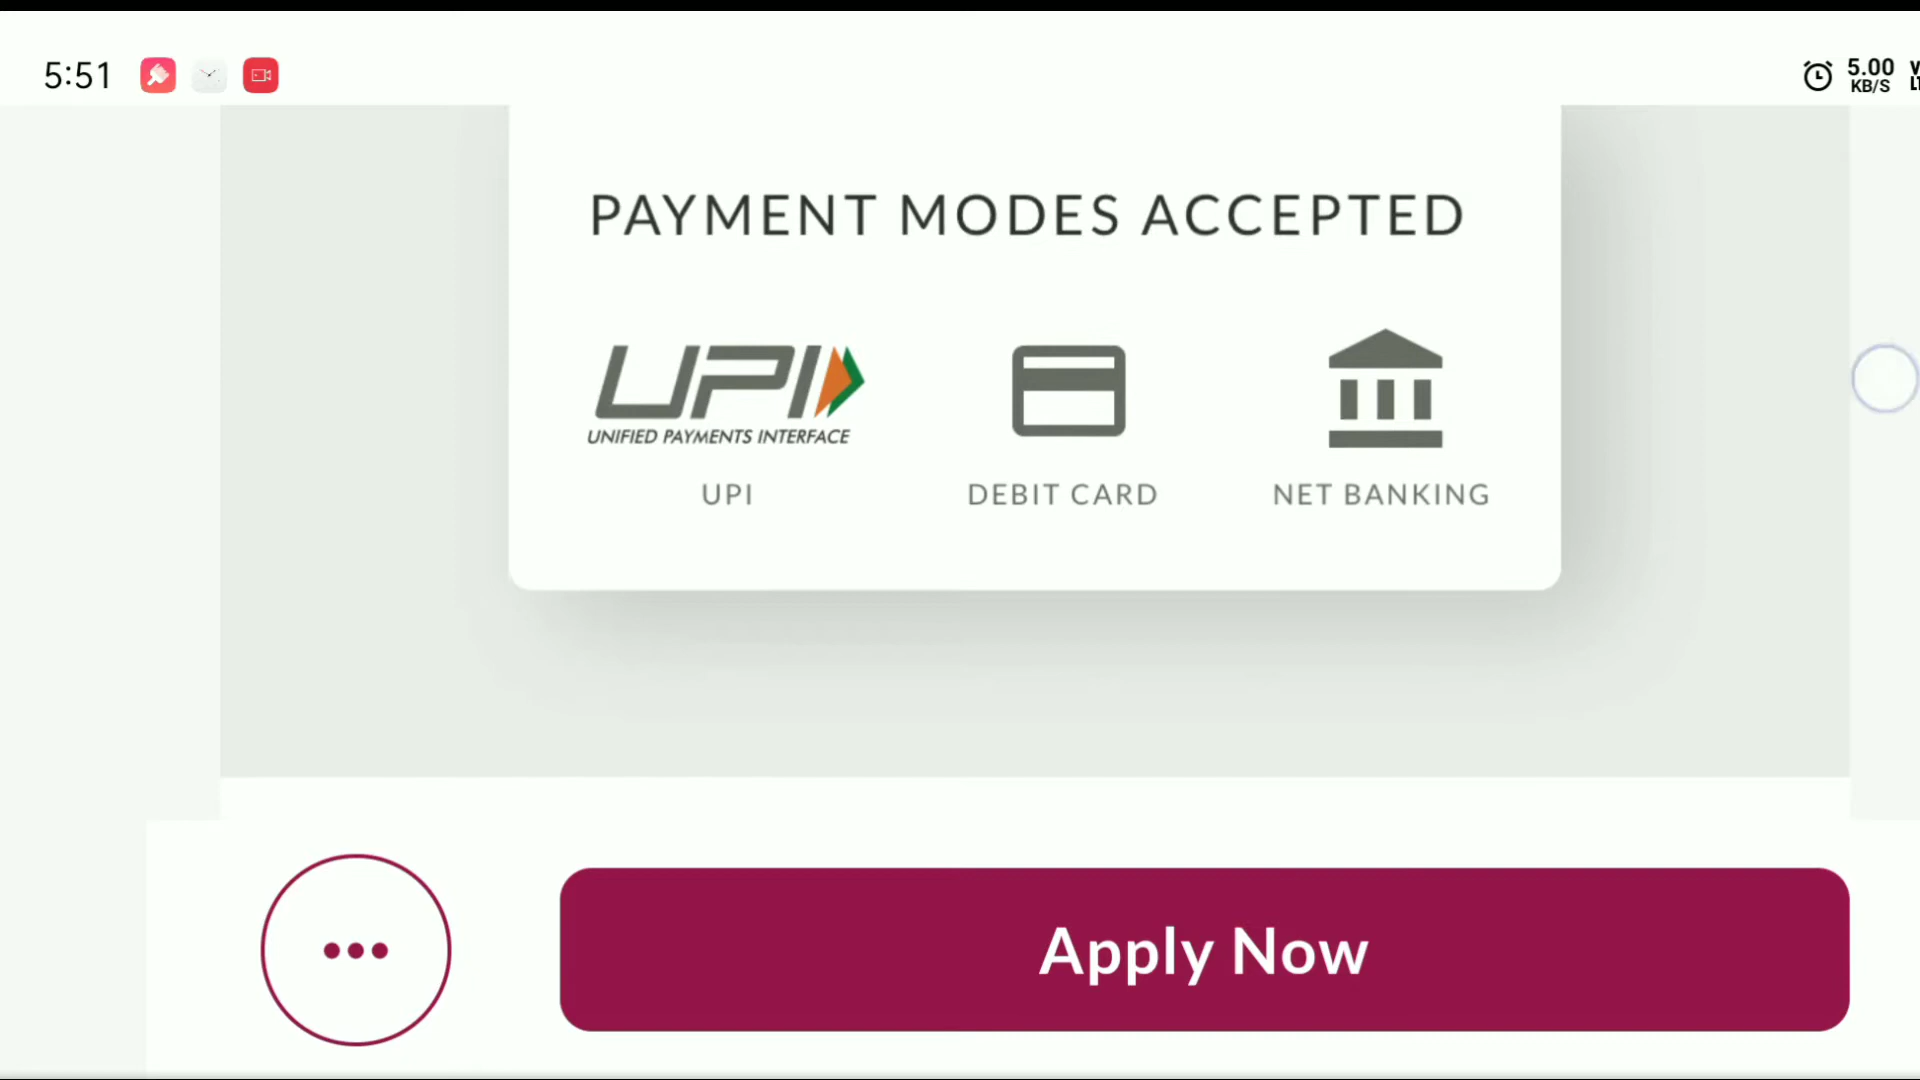 5:51
5.00
KB/S
PAYMENT MODES ACCEPTED
UPI
UNIFIED PAYMENTS INTERFACE
UPI DEBIT CARD NET BANKING
Apply Now